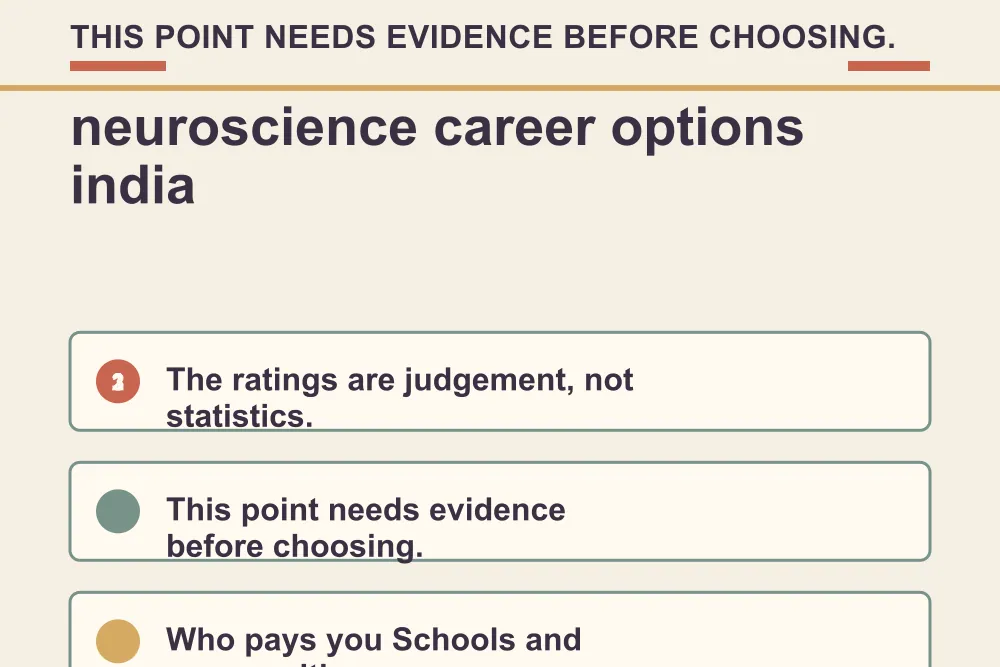 THIS POINT NEEDS EVIDENCE BEFORE CHOOSING.
neuroscience career options
india
The ratings are judgement, not
statistics.
This point needs evidence
before choosing.
Who pays you Schools and